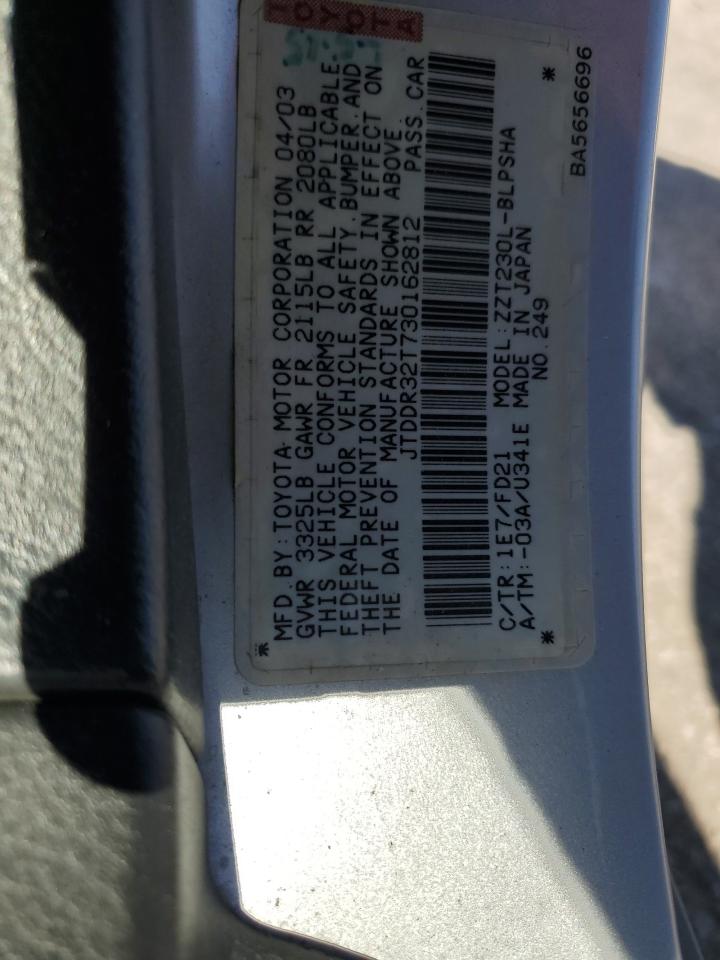 TOYOTA
MFD.BY:TOYOTA MOTOR CORPORATION 04/03
GVWR 3325LB GAWR FR 2115LB RR 2080LB
THIS VEHICLE CONFORMS TO ALL APPLICABLE
FEDERAL MOTOR VEHICLE SAFETY,BUMPER,AND
THEFT PREVENTION STANDARDS IN EFFECT ON
THE DATE OF MANUFACTURE SHOWN ABOVE.
JTDDR32T730162812 PASS.CAR
C/TR:1E7/FD21 MODEL:ZZT230L-BLPSHA
A/TM:-03A/U341E MADE IN JAPAN
NO.249
BA5656696